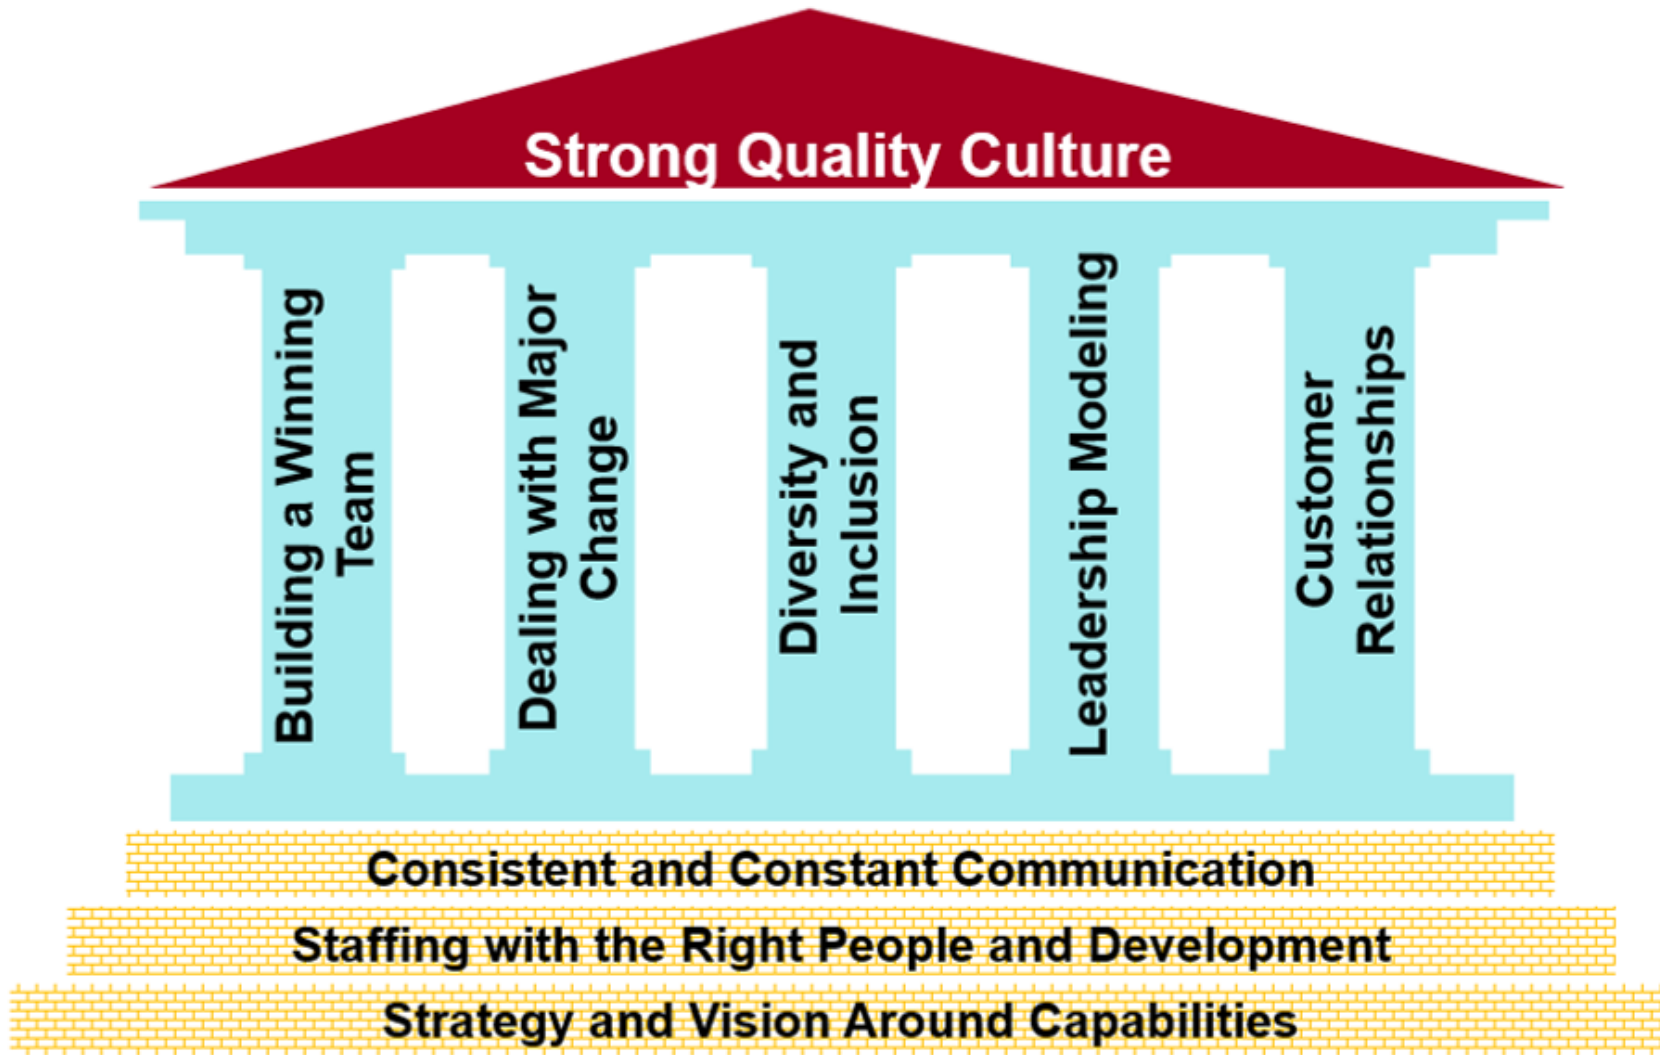 Strong Quality Culture
Building a Winning
Team
Dealing with Major
Change
Diversity and
Inclusion
Leadership Modeling
Customer
Relationships
Consistent and Constant Communication
Staffing with the Right People and Development
Strategy and Vision Around Capabilities